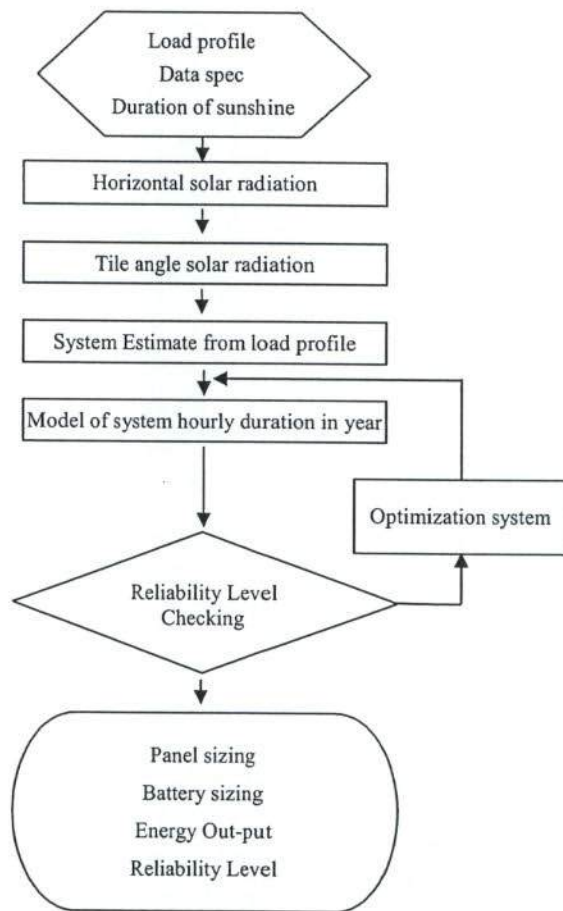 Load profile
Data spec
Duration of sunshine
Horizontal solar radiation
Tile angle solar radiation
System Estimate from load profile
Model of system hourly duration in year
Optimization system
Reliability Level
Checking
Panel sizing
Battery sizing
Energy Out-put
Reliability Level